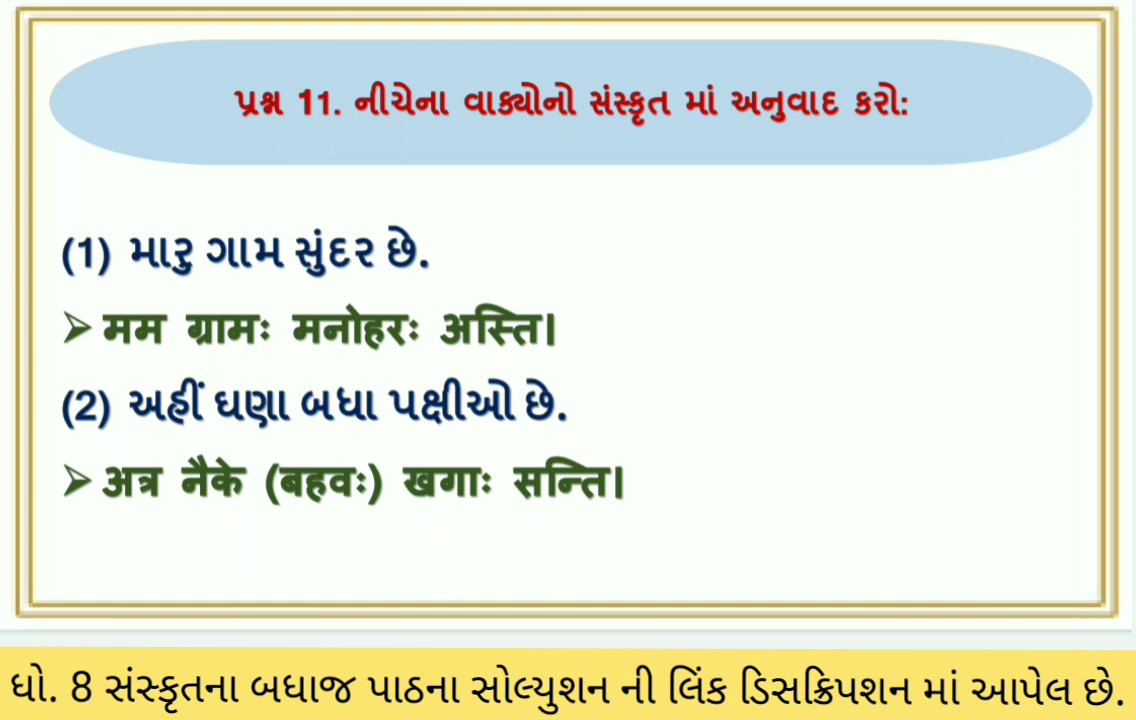 પ્રશ્ન 11. નીચેના વાક્યોનો સંસ્કૃત માં અનુવાદ કરો:
(1) મારુ ગામ સુંદર છે.
➢ मम ग्रामः मनोहरः अस्ति।
(2) અહીં ઘણા બધા પક્ષીઓ છે.
➢ अत्र नैके (बहवः) खगाः सन्ति।
ધો. 8 સંસ્કૃતના બધાજ પાઠના સોલ્યુશન ની લિંક ડિસક્રિપશન માં આપેલ છે.